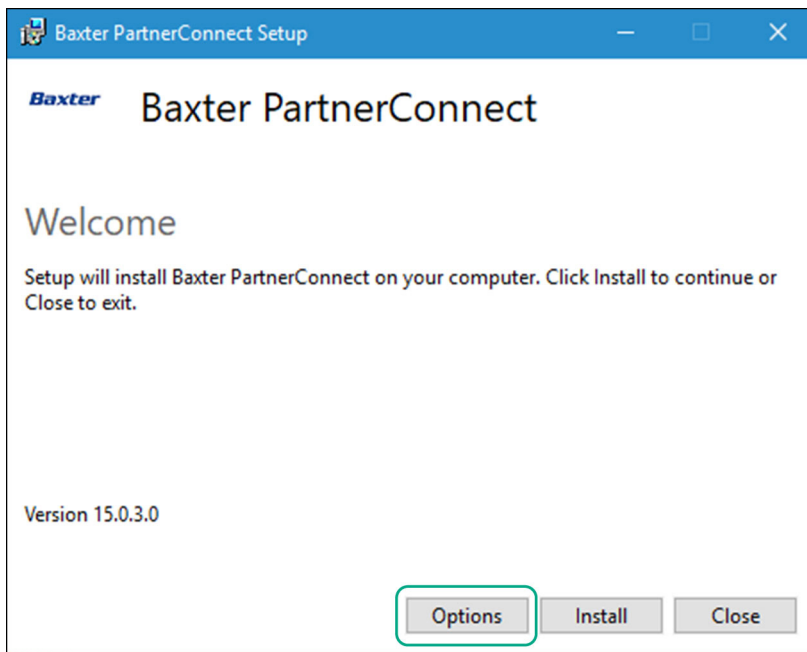 Baxter PartnerConnect Setup
Baxter Baxter PartnerConnect
Welcome
Setup will install Baxter PartnerConnect on your computer. Click Install to continue or
Close to exit.
Version 15.0.3.0
Options Install Close